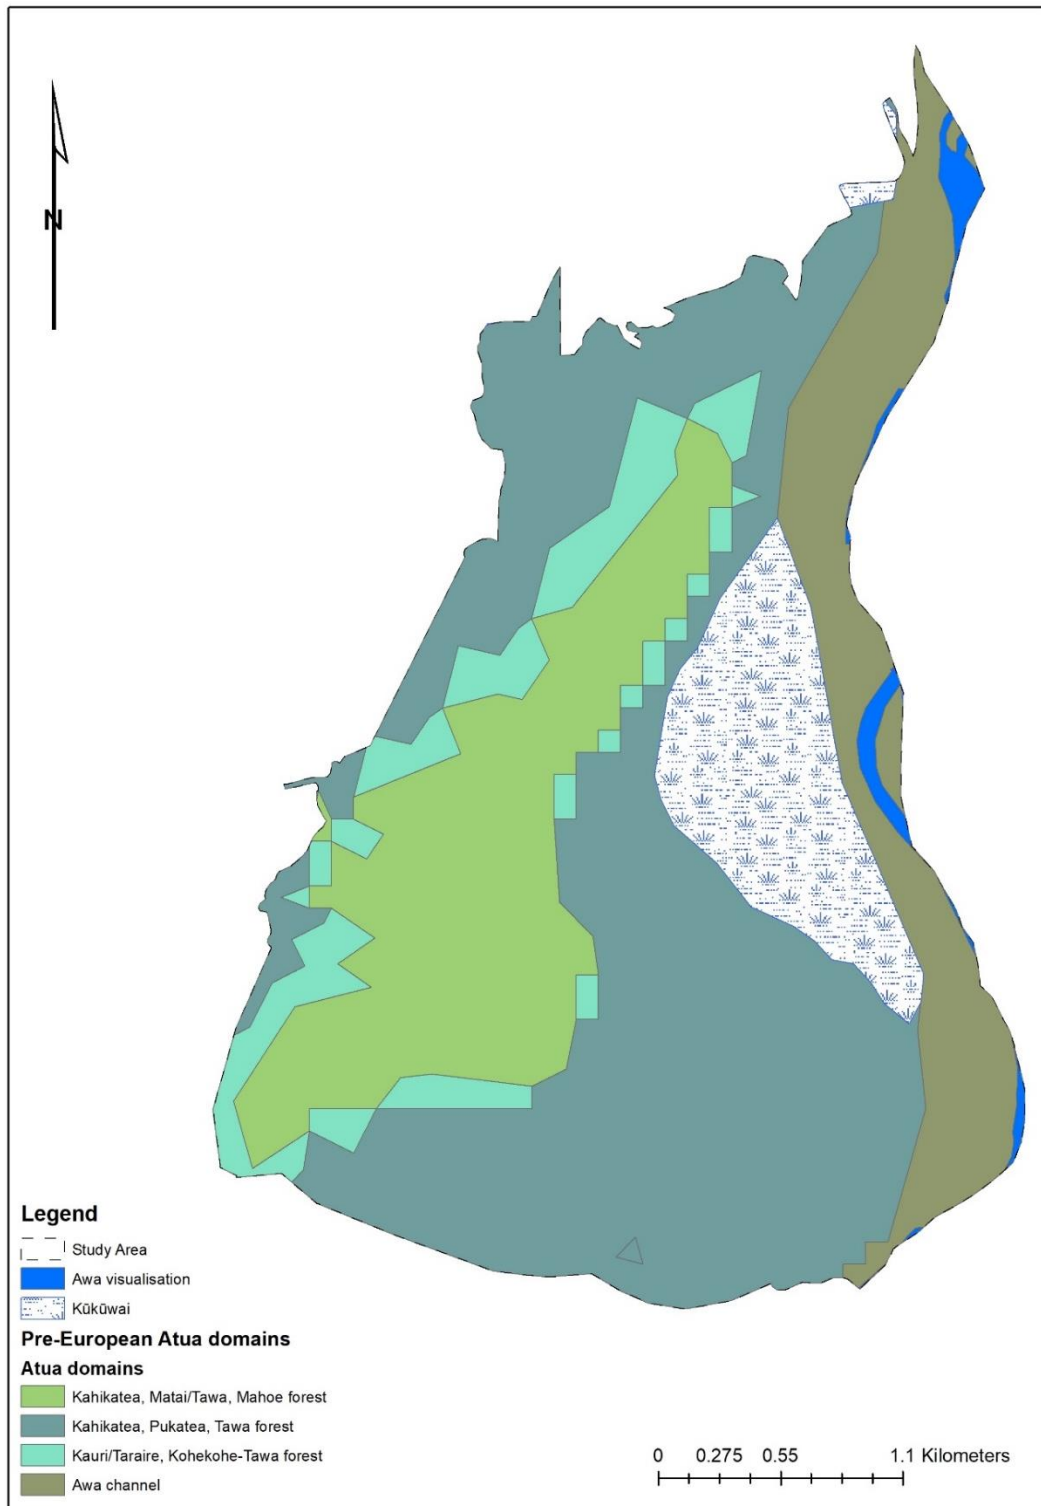 N
Legend
Study Area
Awa visualisation
Kūkūwai
Pre-European Atua domains
Atua domains
Kahikatea, Matai/Tawa, Mahoe forest
Kahikatea, Pukatea, Tawa forest
Kauri/Taraire, Kohekohe-Tawa forest
Awa channel
0 0.275 0.55 1.1 Kilometers